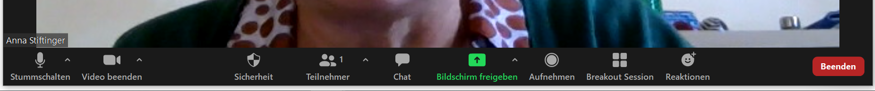 Anna Stiftinger
1
Stummschalten Video beenden Sicherheit Teilnehmer Chat Bildschirm freigeben Aufnehmen Breakout Session Reaktionen Beenden